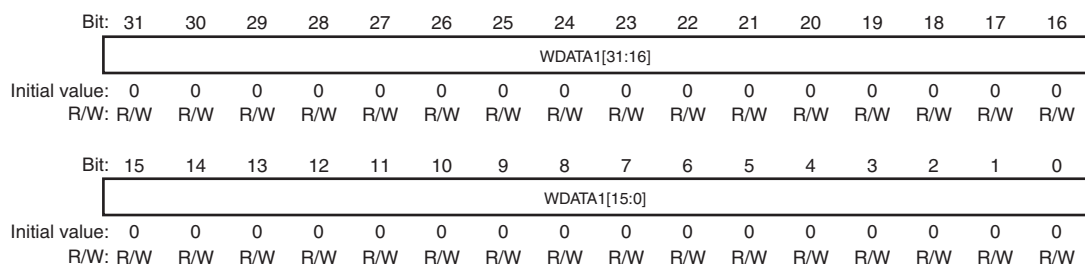 Bit: 31 30 29 28 27 26 25 24 23 22 21 20 19 18 17 16
WDATA1[31:16]
Initial value: 0 0 0 0 0 0 0 0 0 0 0 0 0 0 0 0
R/W: R/W R/W R/W R/W R/W R/W R/W R/W R/W R/W R/W R/W R/W R/W R/W R/W
Bit: 15 14 13 12 11 10 9 8 7 6 5 4 3 2 1 0
WDATA1[15:0]
Initial value: 0 0 0 0 0 0 0 0 0 0 0 0 0 0 0 0
R/W: R/W R/W R/W R/W R/W R/W R/W R/W R/W R/W R/W R/W R/W R/W R/W R/W